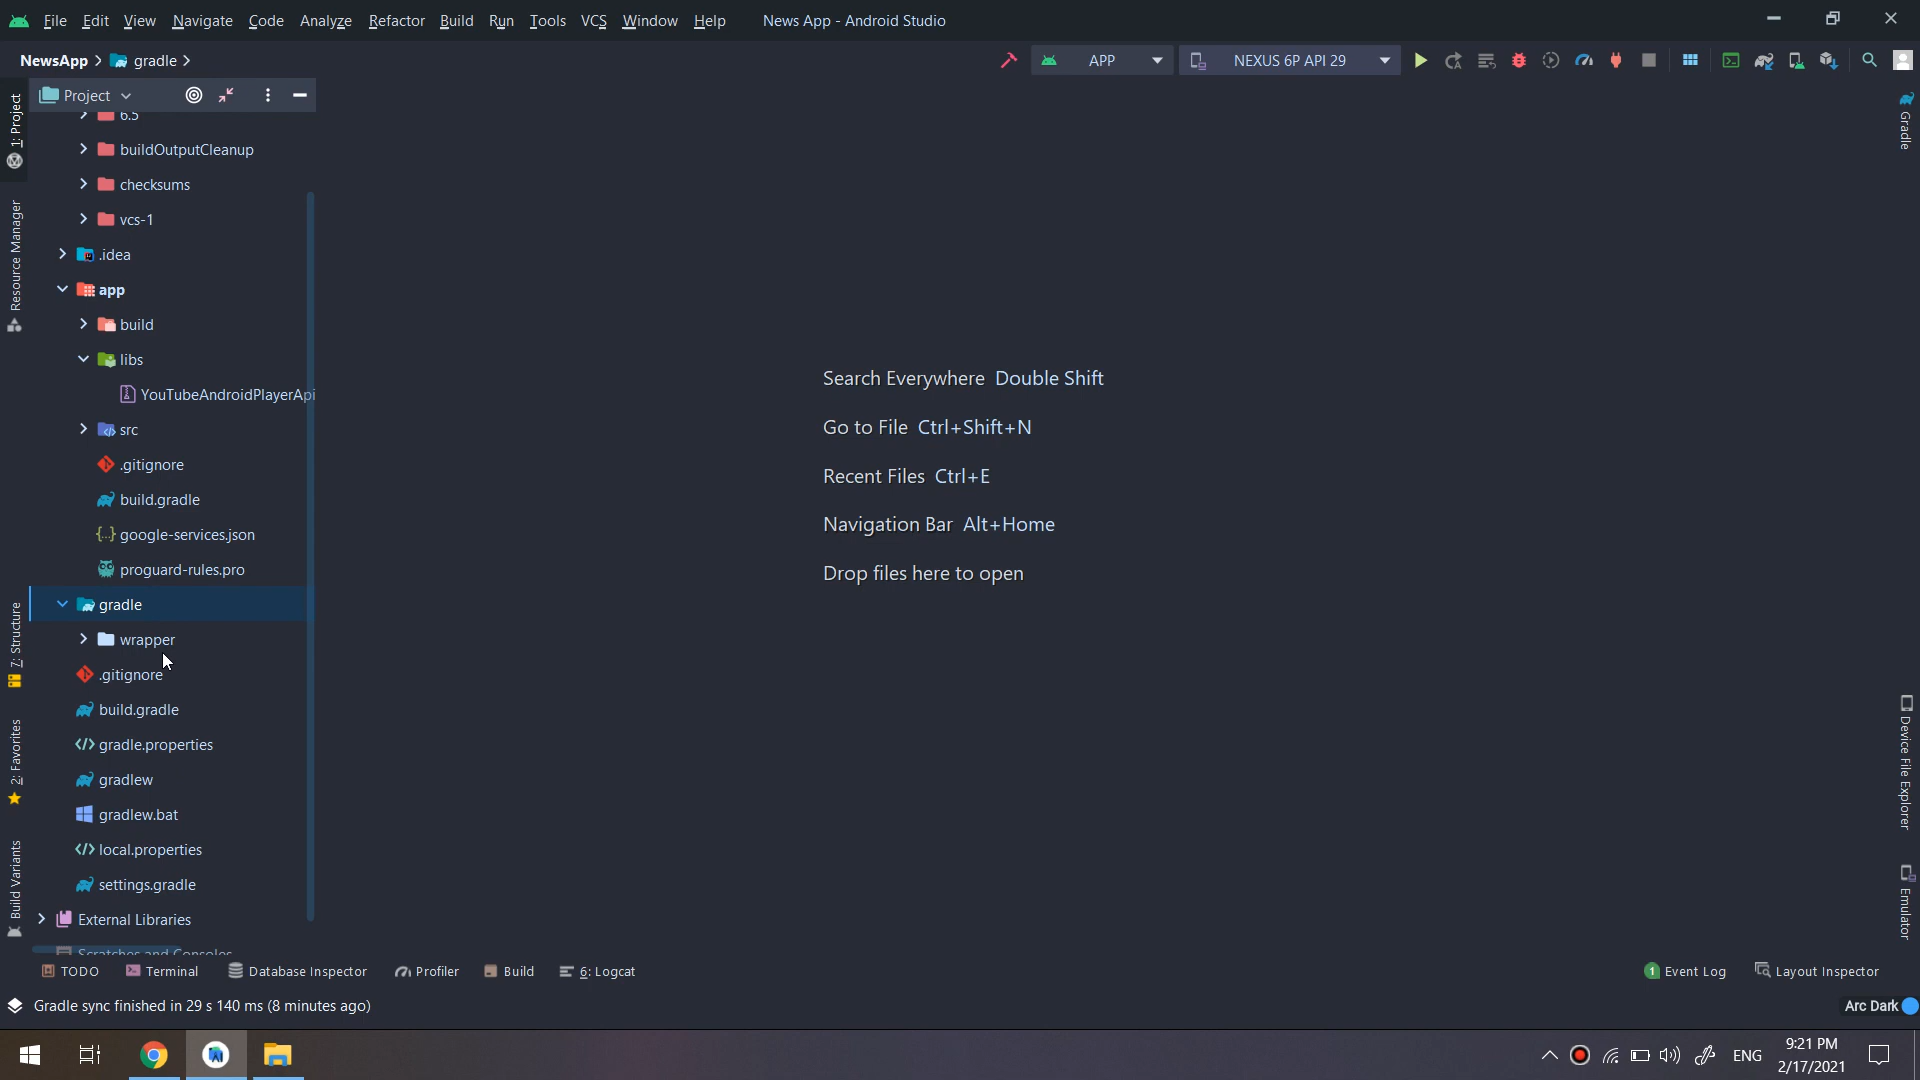 File Edit View Navigate Code Analyze Refactor Build Run Tools VCS Window Help News App - Android Studio
NewsApp gradle APP NEXUS 6P API 29
Project
1: Project
Resource Manager
7: Structure
2: Favorites
Build Variants
6.5
buildOutputCleanup
checksums
vcs-1
.idea
app
build
libs
YouTubeAndroidPlayerApi
src
.gitignore
build.gradle
google-services.json
proguard-rules.pro
gradle
wrapper
.gitignore
build.gradle
gradle.properties
gradlew
gradlew.bat
local.properties
settings.gradle
External Libraries
Scratches and Consoles
Search Everywhere Double Shift
Go to File Ctrl+Shift+N
Recent Files Ctrl+E
Navigation Bar Alt+Home
Drop files here to open
Gradle
Device File Explorer
Emulator
TODO Terminal Database Inspector Profiler Build 6: Logcat 1 Event Log Layout Inspector
Gradle sync finished in 29 s 140 ms (8 minutes ago) Arc Dark
ENG 9:21 PM
2/17/2021